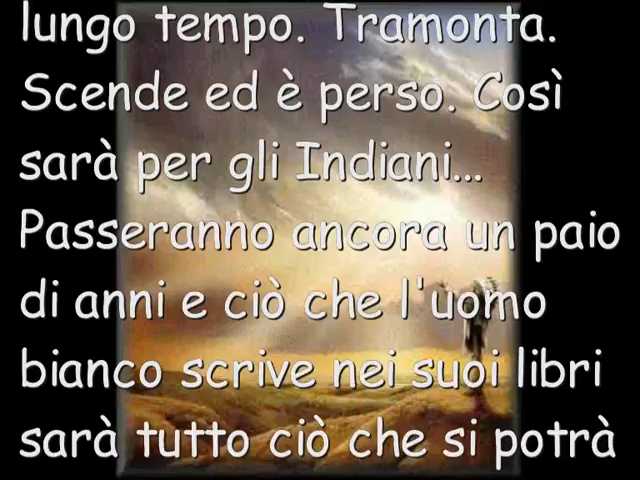 lungo tempo. Tramonta.
Scende ed è perso. Così
sarà per gli Indiani...
Passeranno ancora un paio
di anni e ciò che l'uomo
bianco scrive nei suoi libri
sarà tutto ciò che si potrà